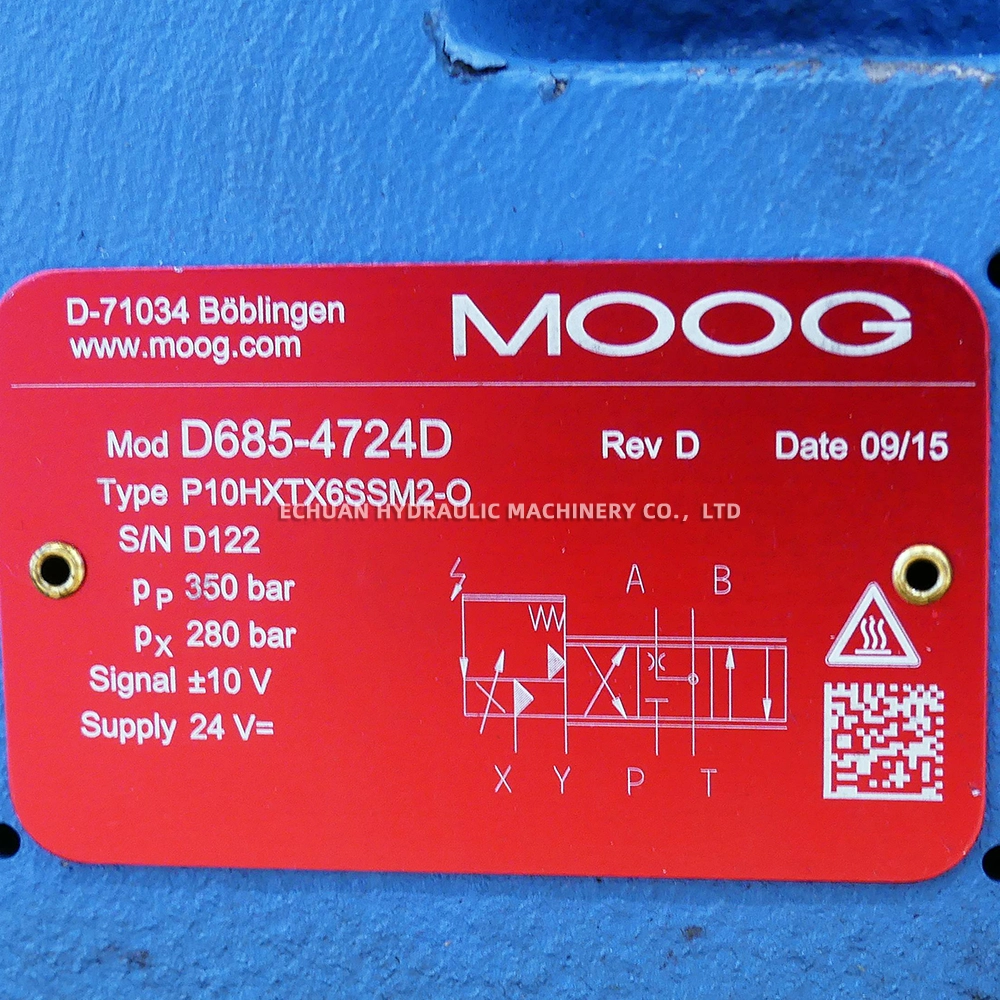 D-71034 Böblingen
www.moog.com
MOOG
Mod D685-4724D Rev D Date 09/15
Type P10HXTX6SSM2-O
ECHUAN HYDRAULIC MACHINERY CO., LTD
S/N D122
pP 350 bar
pX 280 bar
Signal ±10 V
Supply 24 V=
A B
X Y P T